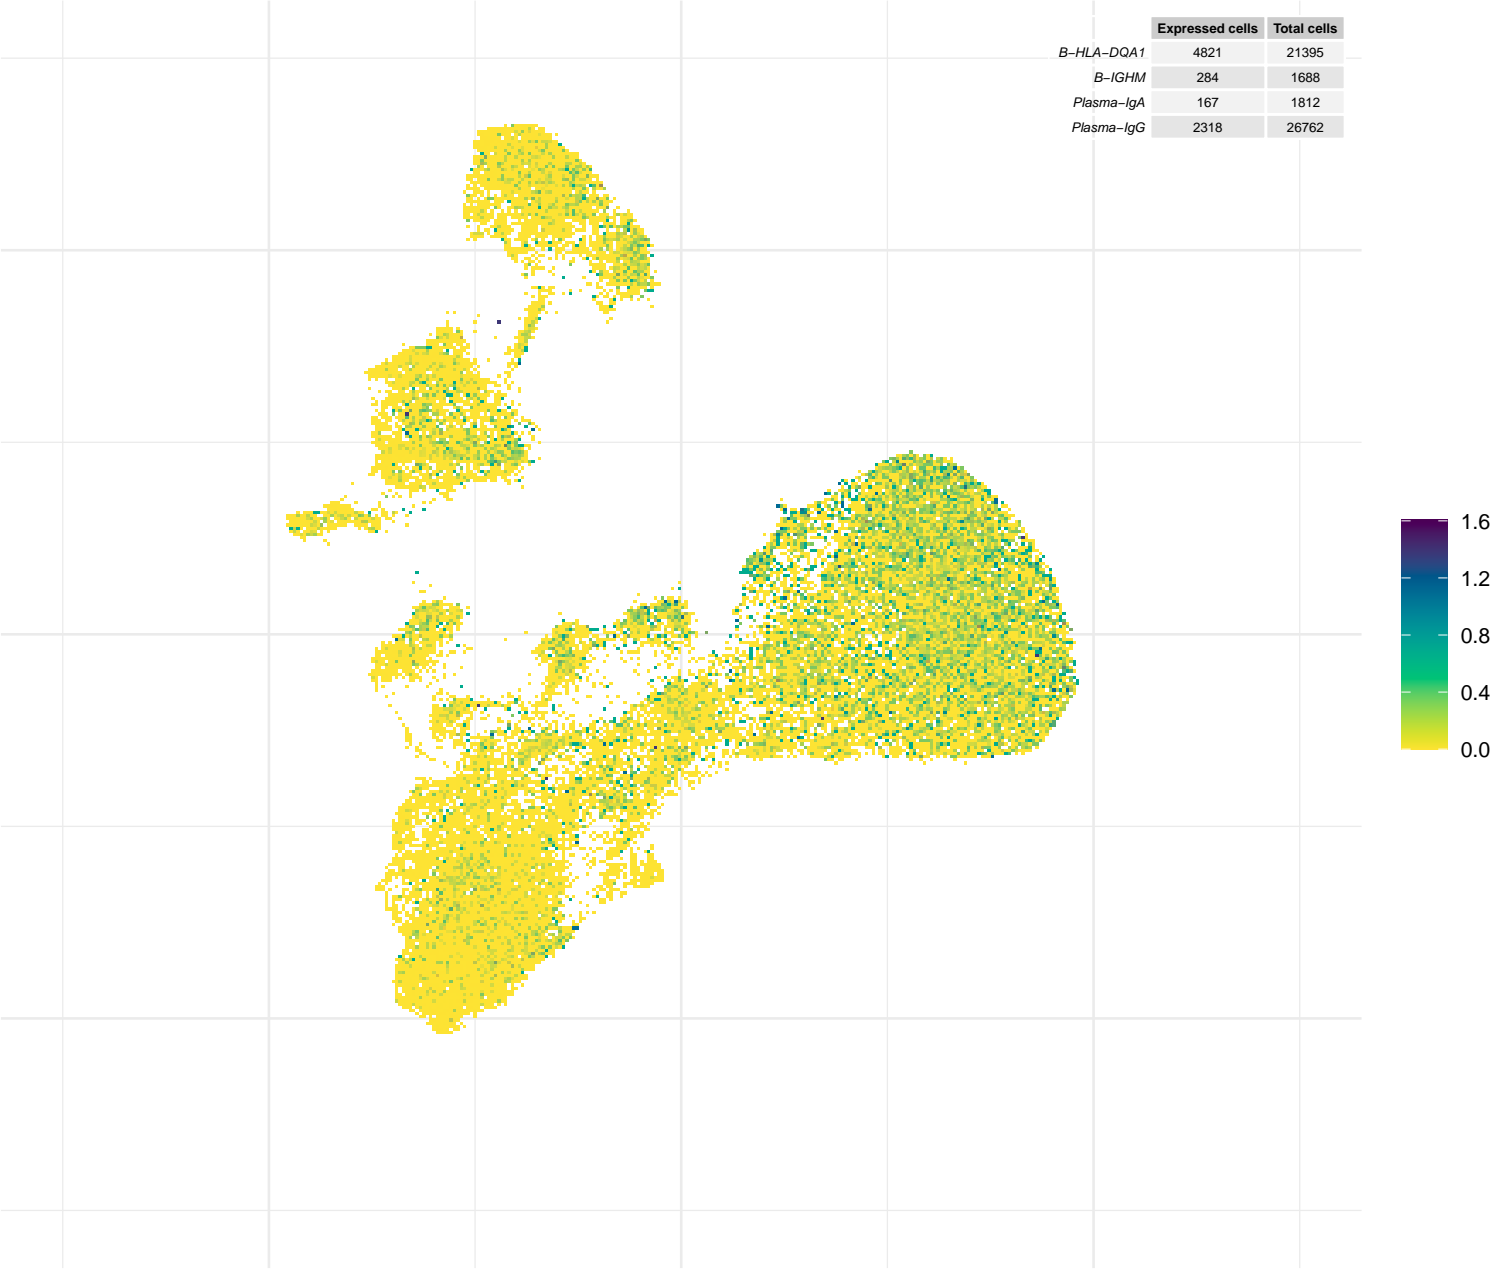 Expressed cells Total cells
B−HLA−DQA1 4821 21395
B−IGHM 284 1688
Plasma−IgA 167 1812
Plasma−IgG 2318 26762
1.6
1.2
0.8
0.4
0.0